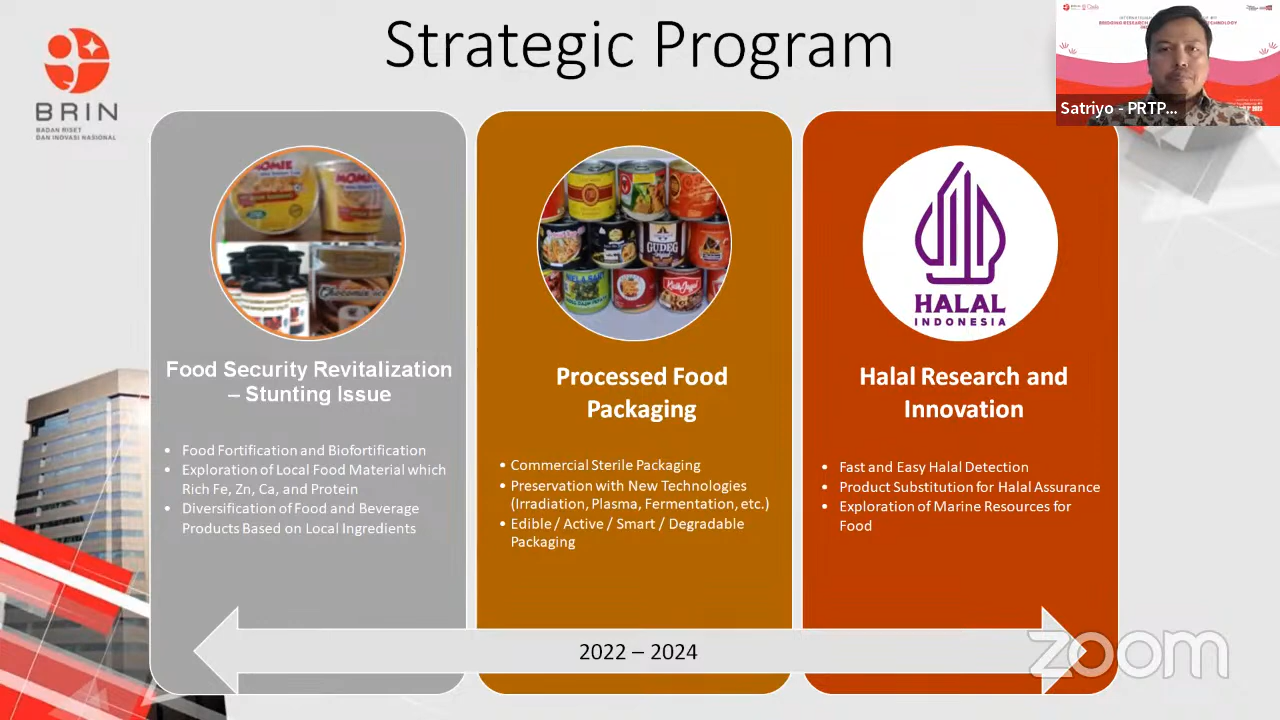 Strategic Program
BRIN
BADAN RISET
DAN INOVASI NASIONAL
Satriyo - PRTP...
MOMIE
MOMIE
GUDEG
HALAL
INDONESIA
Food Security Revitalization
– Stunting Issue
• Food Fortification and Biofortification
• Exploration of Local Food Material which
Rich Fe, Zn, Ca, and Protein
• Diversification of Food and Beverage
Products Based on Local Ingredients
Processed Food
Packaging
• Commercial Sterile Packaging
• Preservation with New Technologies
(Irradiation, Plasma, Fermentation, etc.)
• Edible / Active / Smart / Degradable
Packaging
Halal Research and
Innovation
• Fast and Easy Halal Detection
• Product Substitution for Halal Assurance
• Exploration of Marine Resources for
Food
2022 – 2024
zoom